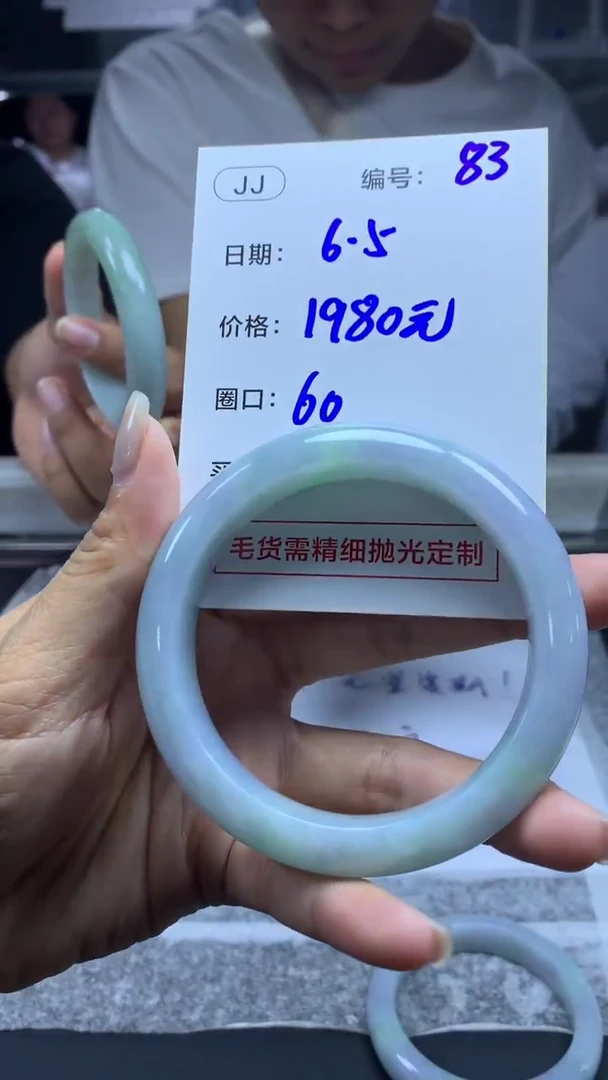 JJ
编号: 83
日期: 6.5
价格: 1980元
圈口: 60
毛货需精细抛光定制